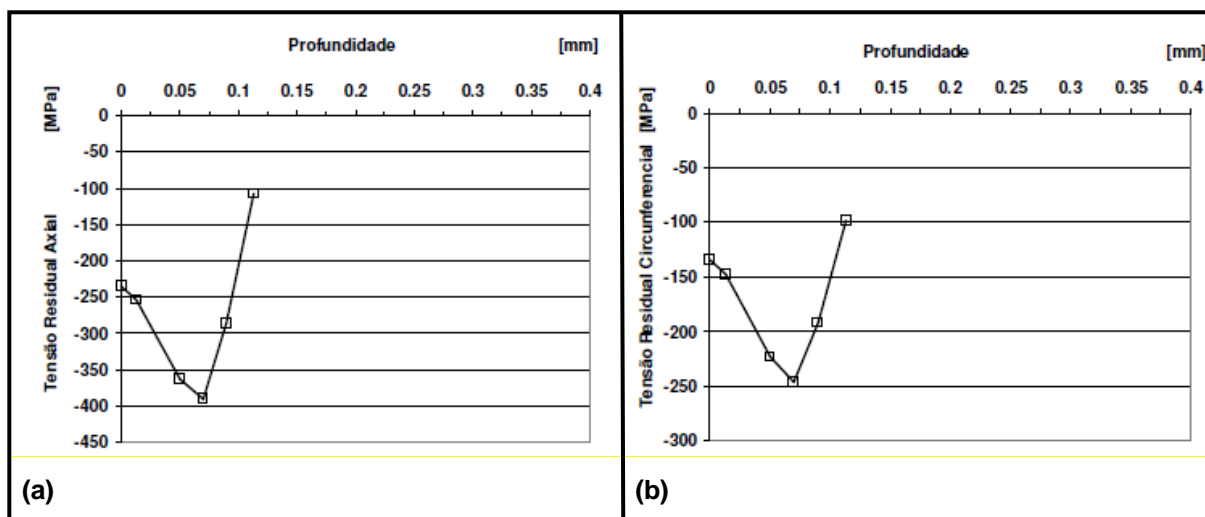 Profundidade [mm]
0 0.05 0.1 0.15 0.2 0.25 0.3 0.35 0.4
[MPa]
Tensão Residual Axial
0
-50
-100
-150
-200
-250
-300
-350
-400
-450
(a)
Profundidade [mm]
0 0.05 0.1 0.15 0.2 0.25 0.3 0.35 0.4
Tensão Residual Circunferencial [MPa]
0
-50
-100
-150
-200
-250
-300
(b)